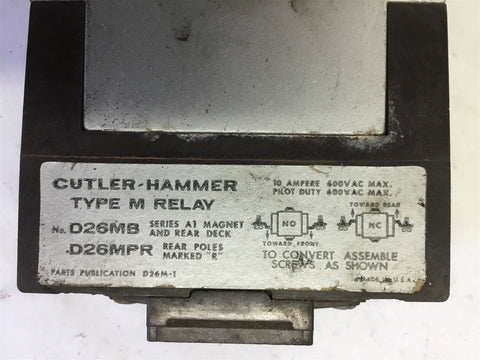 CUTLER-HAMMER
TYPE M RELAY
10 AMPERE 600VAC MAX.
PILOT DUTY 600VAC MAX.
No. D26MB SERIES A1 MAGNET AND REAR DECK
D26MPR REAR POLES MARKED "R"
PARTS PUBLICATION D26M-1
TOWARD REAR
NO NC
TOWARD FRONT
TO CONVERT ASSEMBLE
SCREWS AS SHOWN
MADE IN U.S.A.